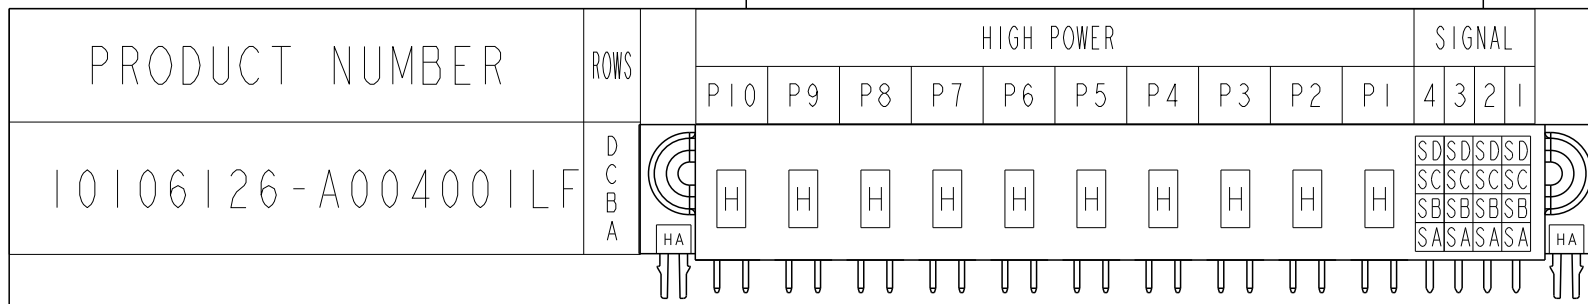 PRODUCT NUMBER ROWS HIGH POWER SIGNAL
P10 P9 P8 P7 P6 P5 P4 P3 P2 P1 4 3 2 1
10106126-A004001LF
D
C
B
A
H H H H H H H H H H
SD SD SD SD
SC SC SC SC
SB SB SB SB
SA SA SA SA
HA HA